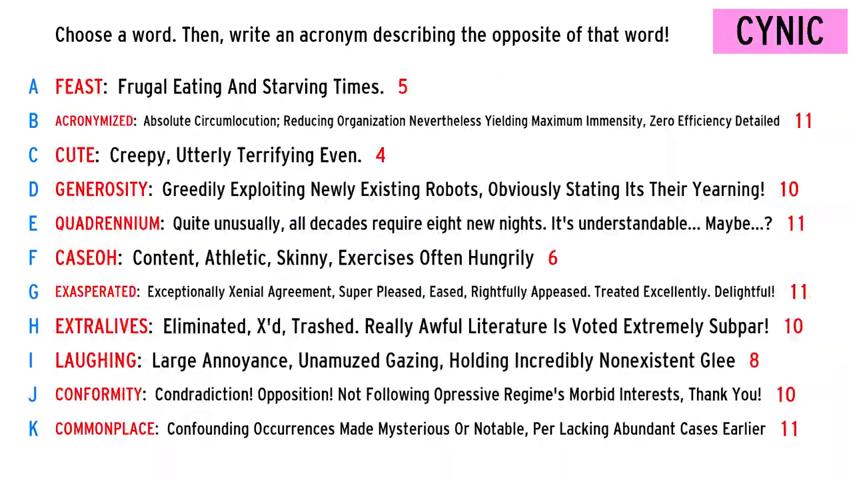 Choose a word. Then, write an acronym describing the opposite of that word!
CYNIC
A FEAST: Frugal Eating And Starving Times. 5
B ACRONYMIZED: Absolute Circumlocution; Reducing Organization Nevertheless Yielding Maximum Immensity, Zero Efficiency Detailed 11
C CUTE: Creepy, Utterly Terrifying Even. 4
D GENEROSITY: Greedily Exploiting Newly Existing Robots, Obviously Stating Its Their Yearning! 10
E QUADRENNIUM: Quite unusually, all decades require eight new nights. It's understandable... Maybe...? 11
F CASEOH: Content, Athletic, Skinny, Exercises Often Hungrily 6
G EXASPERATED: Exceptionally Xenial Agreement, Super Pleased, Eased, Rightfully Appeased. Treated Excellently. Delightful! 11
H EXTRALIVES: Eliminated, X'd, Trashed. Really Awful Literature Is Voted Extremely Subpar! 10
I LAUGHING: Large Annoyance, Unamuzed Gazing, Holding Incredibly Nonexistent Glee 8
J CONFORMITY: Condradiction! Opposition! Not Following Opressive Regime's Morbid Interests, Thank You! 10
K COMMONPLACE: Confounding Occurrences Made Mysterious Or Notable, Per Lacking Abundant Cases Earlier 11